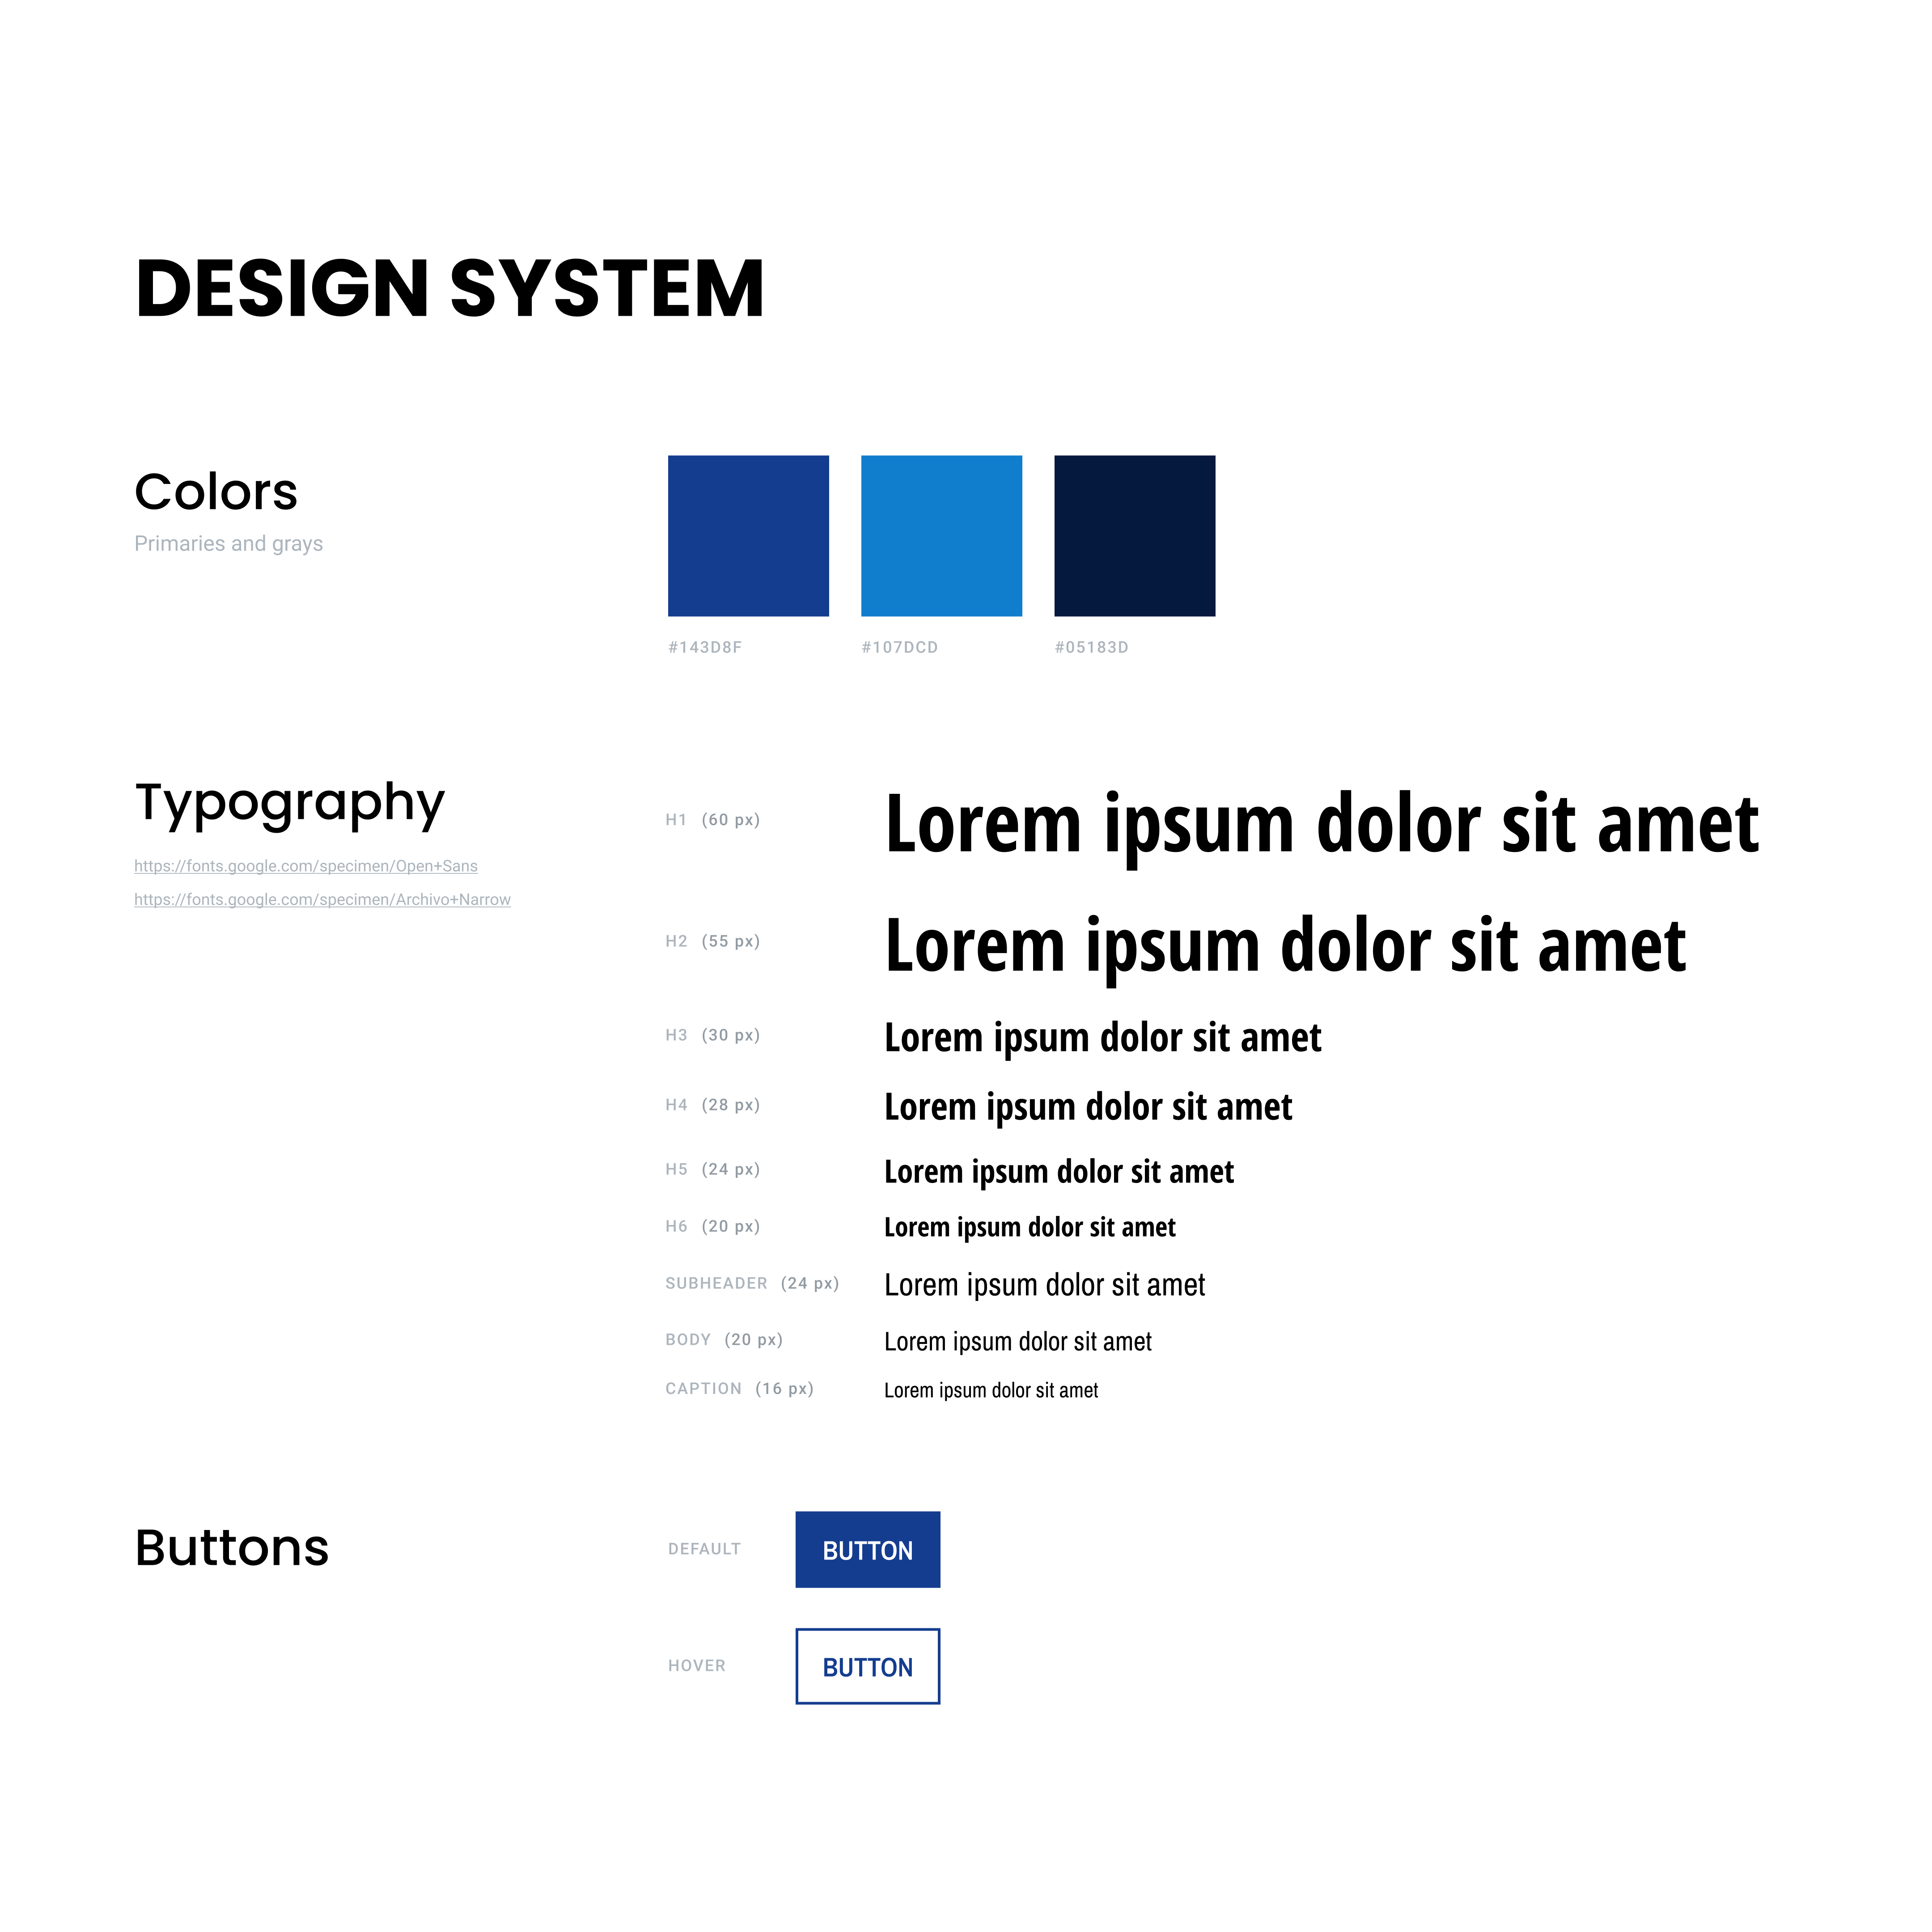 DESIGN SYSTEM
Colors
Primaries and grays
#143D8F
#107DCD
#05183D
Typography
https://fonts.google.com/specimen/Open+Sans
https://fonts.google.com/specimen/Archivo+Narrow
H1 (60 px) Lorem ipsum dolor sit amet
H2 (55 px) Lorem ipsum dolor sit amet
H3 (30 px) Lorem ipsum dolor sit amet
H4 (28 px) Lorem ipsum dolor sit amet
H5 (24 px) Lorem ipsum dolor sit amet
H6 (20 px) Lorem ipsum dolor sit amet
SUBHEADER (24 px) Lorem ipsum dolor sit amet
BODY (20 px) Lorem ipsum dolor sit amet
CAPTION (16 px) Lorem ipsum dolor sit amet
Buttons
DEFAULT BUTTON
HOVER BUTTON